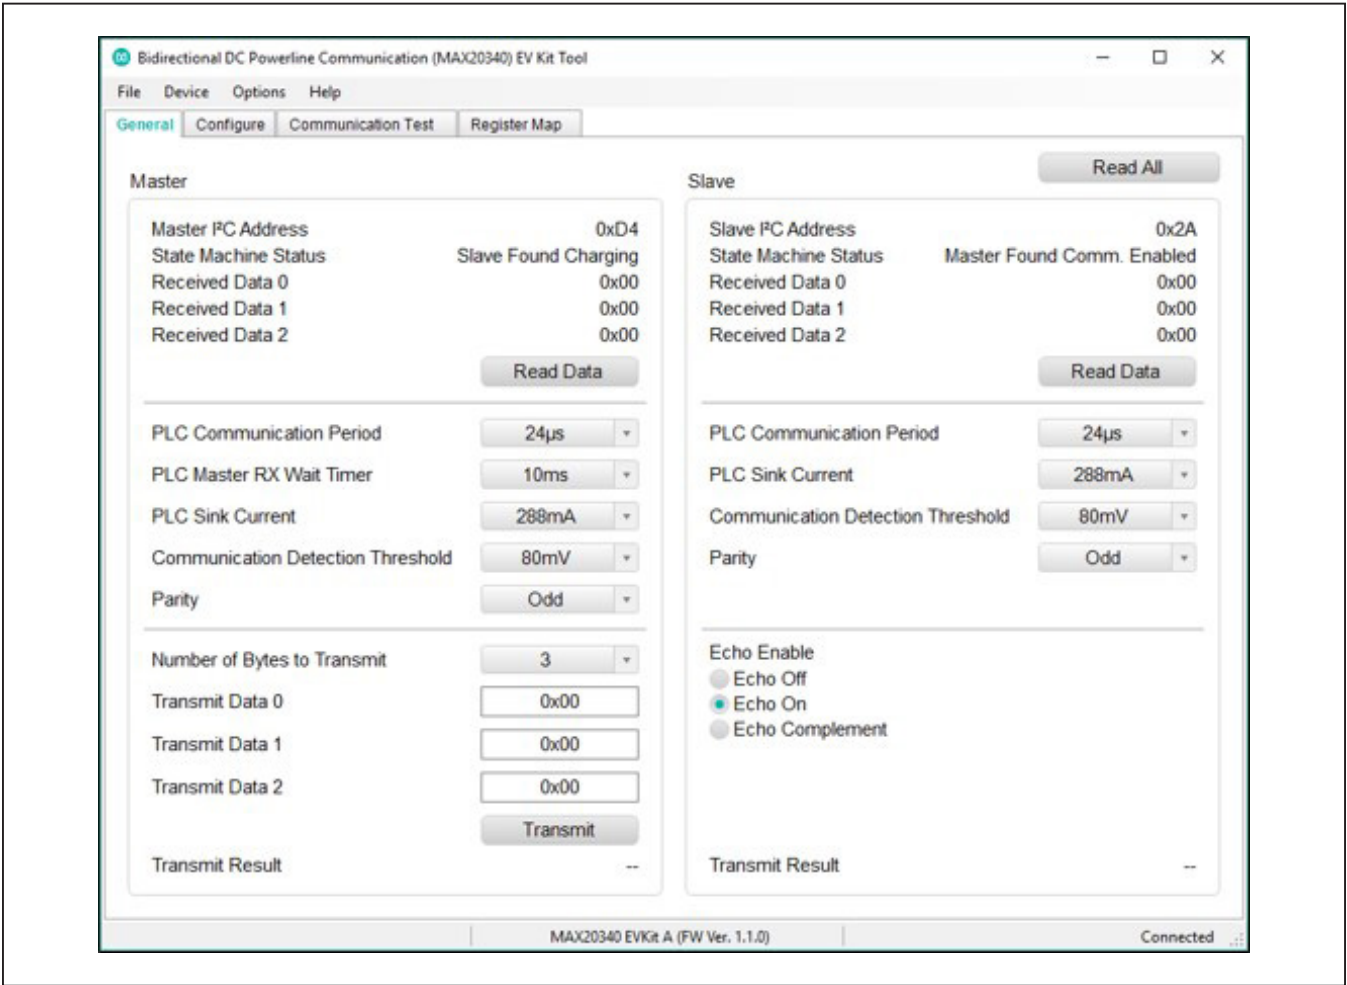 Bidirectional DC Powerline Communication (MAX20340) EV Kit Tool
File Device Options Help
General Configure Communication Test Register Map
Read All
Master
Master I²C Address 0xD4
State Machine Status Slave Found Charging
Received Data 0 0x00
Received Data 1 0x00
Received Data 2 0x00
Read Data
PLC Communication Period 24µs
PLC Master RX Wait Timer 10ms
PLC Sink Current 288mA
Communication Detection Threshold 80mV
Parity Odd
Number of Bytes to Transmit 3
Transmit Data 0 0x00
Transmit Data 1 0x00
Transmit Data 2 0x00
Transmit
Transmit Result --
Slave
Slave I²C Address 0x2A
State Machine Status Master Found Comm. Enabled
Received Data 0 0x00
Received Data 1 0x00
Received Data 2 0x00
Read Data
PLC Communication Period 24µs
PLC Sink Current 288mA
Communication Detection Threshold 80mV
Parity Odd
Echo Enable
Echo Off
Echo On
Echo Complement
Transmit Result --
MAX20340 EVKit A (FW Ver. 1.1.0) Connected